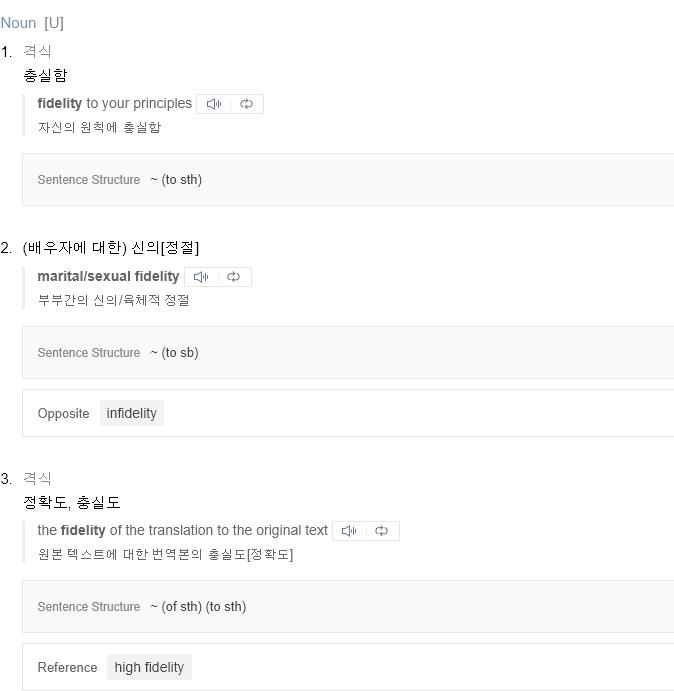 Noun [U]
1. 격식
충실함
fidelity to your principles
자신의 원칙에 충실함
Sentence Structure ~ (to sth)
2. (배우자에 대한) 신의[정절]
marital/sexual fidelity
부부간의 신의/육체적 정절
Sentence Structure ~ (to sb)
Opposite infidelity
3. 격식
정확도, 충실도
the fidelity of the translation to the original text
원본 텍스트에 대한 번역본의 충실도[정확도]
Sentence Structure ~ (of sth) (to sth)
Reference high fidelity